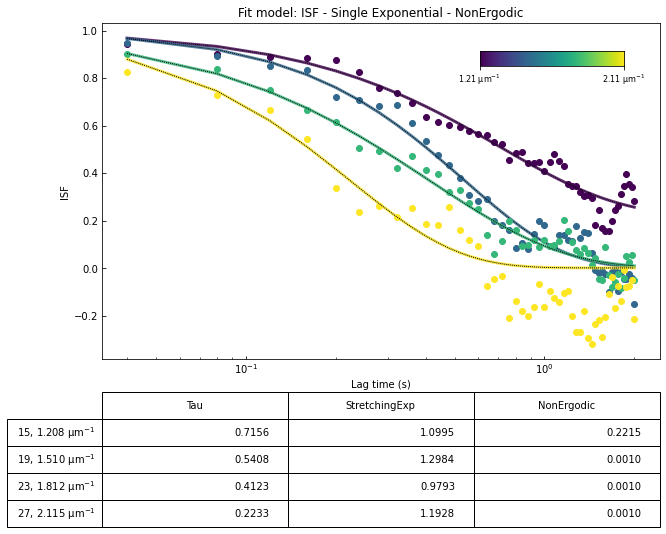 Fit model: ISF - Single Exponential - NonErgodic
1.0
0.8
0.6
0.4
0.2
0.0
−0.2
ISF
1.21 μm⁻¹ 2.11 μm⁻¹
10⁻¹ 10⁰
Lag time (s)
Tau StretchingExp NonErgodic
15, 1.208 μm⁻¹ 0.7156 1.0995 0.2215
19, 1.510 μm⁻¹ 0.5408 1.2984 0.0010
23, 1.812 μm⁻¹ 0.4123 0.9793 0.0010
27, 2.115 μm⁻¹ 0.2233 1.1928 0.0010